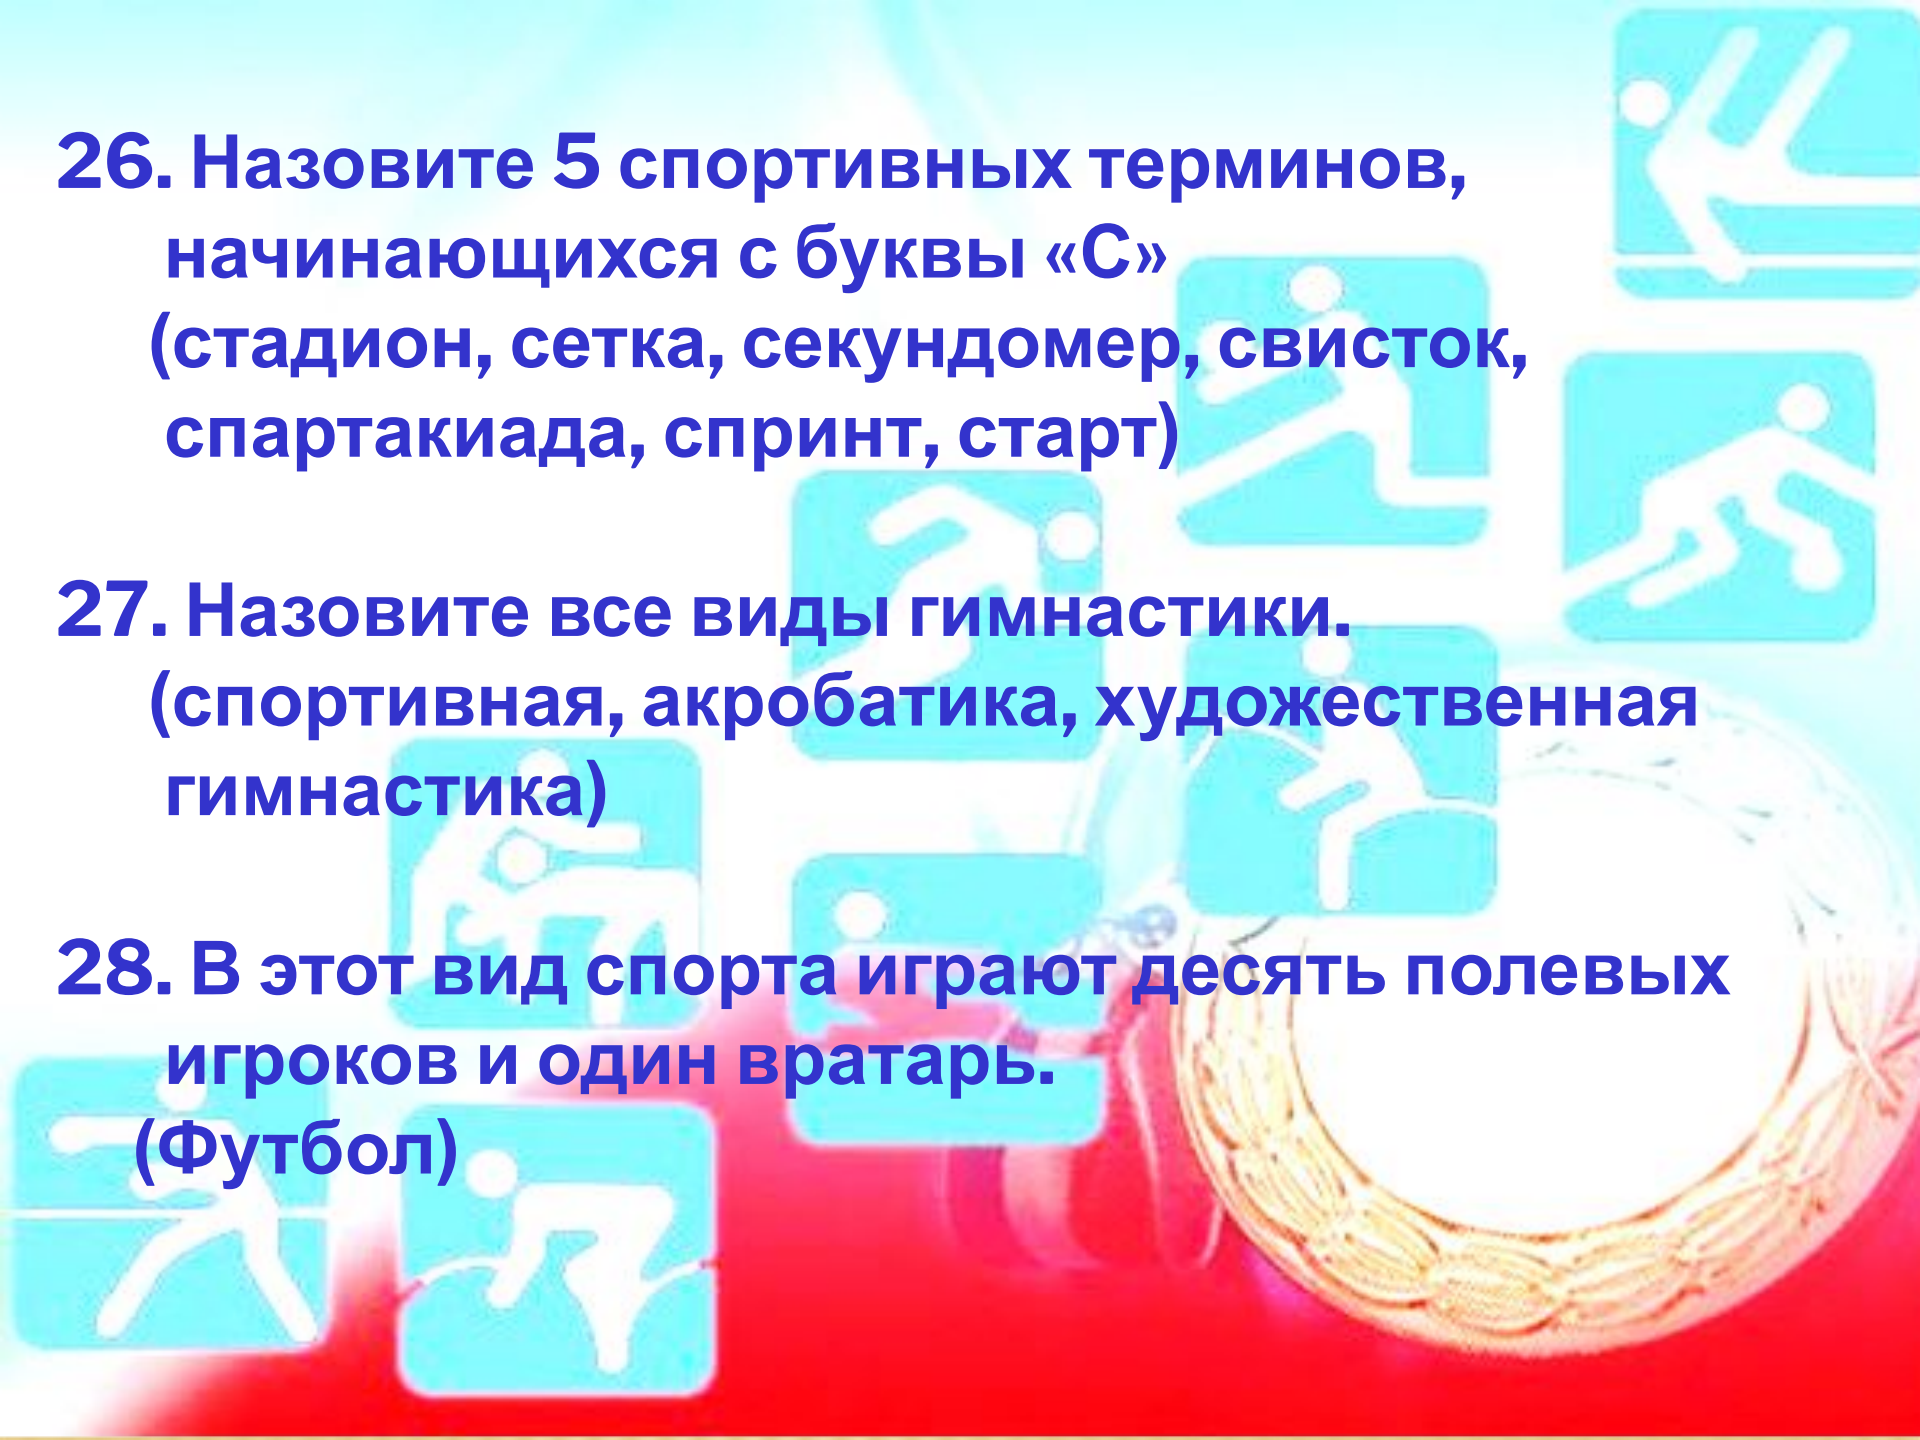 26. Назовите 5 спортивных терминов,
начинающихся с буквы «С»
(стадион, сетка, секундомер, свисток,
спартакиада, спринт, старт)
27. Назовите все виды гимнастики.
(спортивная, акробатика, художественная
гимнастика)
28. В этот вид спорта играют десять полевых
игроков и один вратарь.
(Футбол)